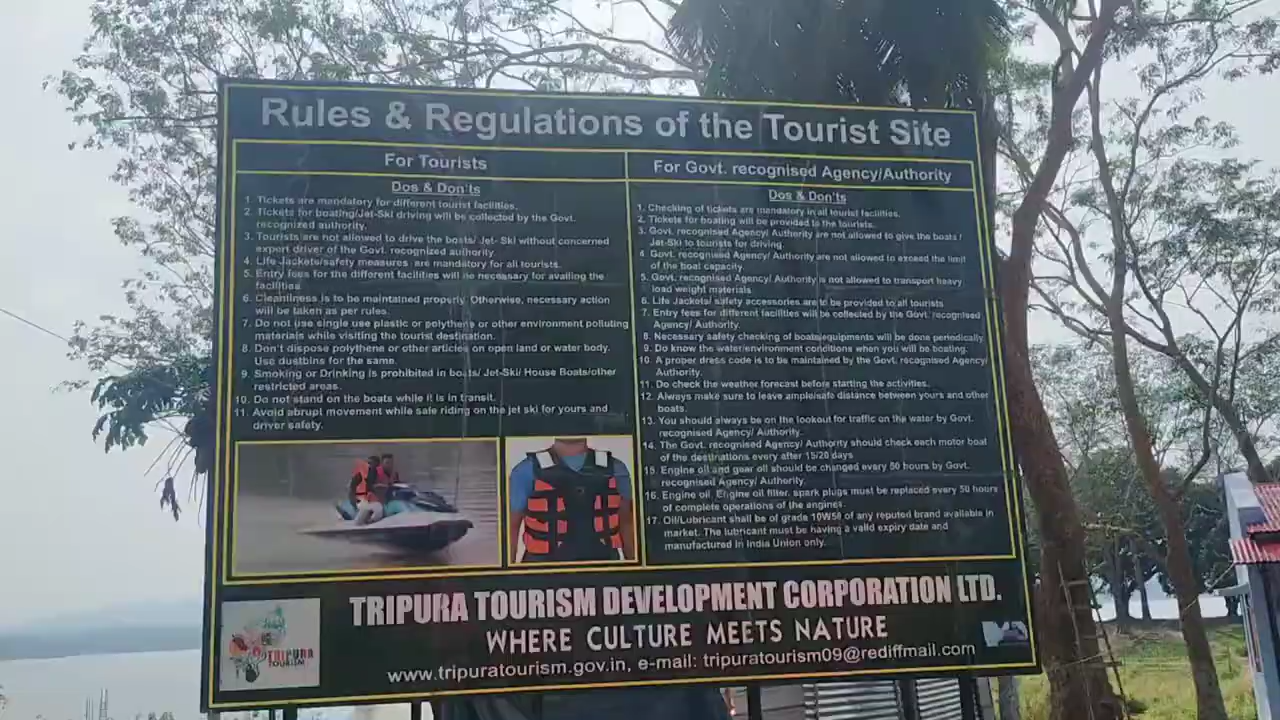 Rules & Regulations of the Tourist Site
For Tourists
Dos & Don'ts
1. Tickets are mandatory for different tourist facilities.
2. Tickets for boating/Jet-Ski driving will be collected by the Govt.
recognized authority.
3. Tourists are not allowed to drive the boats/ Jet- Ski without concerned
expert driver of the Govt. recognized authority.
4. Life Jackets/safety measures are mandatory for all tourists.
5. Entry fees for the different facilities will be necessary for availing the
facilities.
6. Cleanliness is to be maintained properly. Otherwise, necessary action
will be taken as per rules.
7. Do not use single use plastic or polythene or other environment polluting
materials while visiting the tourist destination.
8. Don't dispose polythene or other articles on open land or water body.
Use dustbins for the same.
9. Smoking or Drinking is prohibited in boats/ Jet-Ski/ House Boats/other
restricted areas.
10. Do not stand on the boats while it is in transit.
11. Avoid abrupt movement while safe riding on the jet ski for yours and
driver safety.
For Govt. recognised Agency/Authority
Dos & Don'ts
1. Checking of tickets are mandatory in all tourist facilities.
2. Tickets for boating will be provided to the tourists.
3. Govt. recognised Agency/ Authority are not allowed to give the boats /
Jet-Ski to tourists for driving.
4. Govt. recognised Agency/ Authority are not allowed to exceed the limit
of the boat capacity.
5. Govt. recognised Agency/ Authority is not allowed to transport heavy
load weight materials.
6. Life Jackets/ safety accessories are to be provided to all tourists
7. Entry fees for different facilities will be collected by the Govt. recognised
Agency/ Authority.
8. Necessary safety checking of boats/equipments will be done periodically
9. Do know the water/environment conditions when you will be boating.
10. A proper dress code is to be maintained by the Govt. recognised Agency/
Authority.
11. Do check the weather forecast before starting the activities.
12. Always make sure to leave ample/safe distance between yours and other
boats.
13. You should always be on the lookout for traffic on the water by Govt.
recognised Agency/ Authority.
14. The Govt. recognised Agency/ Authority should check each motor boat
of the destinations every after 15/20 days
15. Engine oil and gear oil should be changed every 50 hours by Govt.
recognised Agency/ Authority.
16. Engine oil, Engine oil filter, spark plugs must be replaced every 50 hours
of complete operations of the engines.
17. Oil/Lubricant shall be of grade 10W50 of any reputed brand available in
market. The lubricant must be having a valid expiry date and
manufactured in India Union only.
TRIPURA TOURISM DEVELOPMENT CORPORATION LTD.
WHERE CULTURE MEETS NATURE
www.tripuratourism.gov.in, e-mail: tripuratourism09@rediffmail.com
TRIPURA
TOURISM